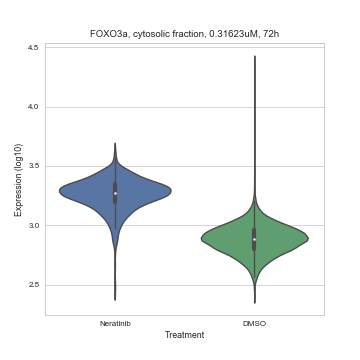 FOXO3a, cytosolic fraction, 0.31623uM, 72h
4.5
4.0
3.5
3.0
2.5
Expression (log10)
Neratinib DMSO
Treatment